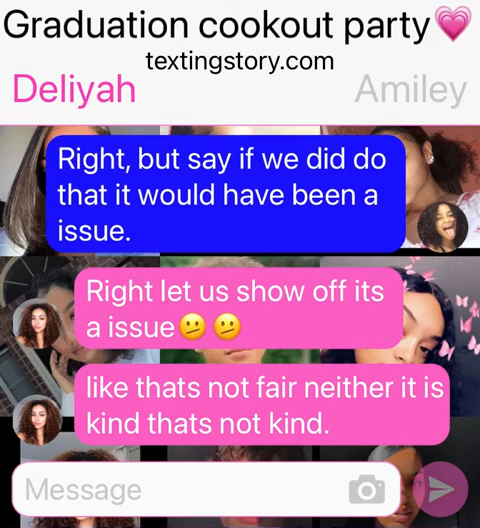 Graduation cookout party💗
textingstory.com
Deliyah
Amiley
Right, but say if we did do
that it would have been a
issue.
Right let us show off its
a issue🫤 🫤
like thats not fair neither it is
kind thats not kind.
Message